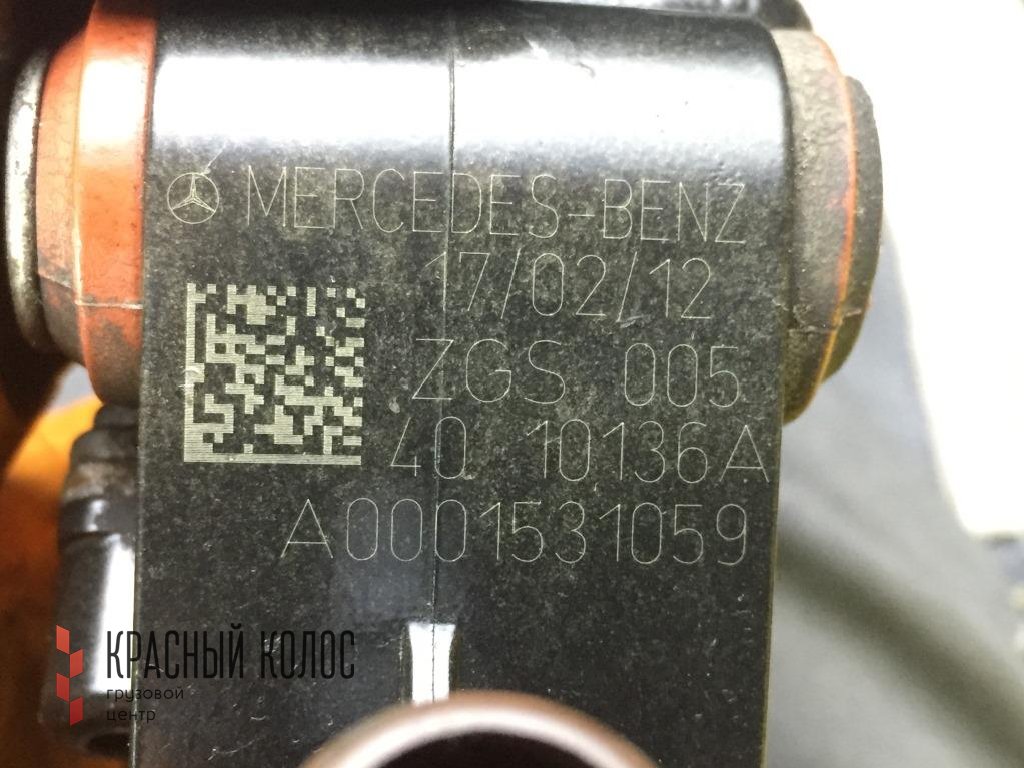 MERCEDES-BENZ
17/02/12
ZGS 005
40 10136A
A0001531059
КРАСНЫЙ КОЛОС
грузовой
центр